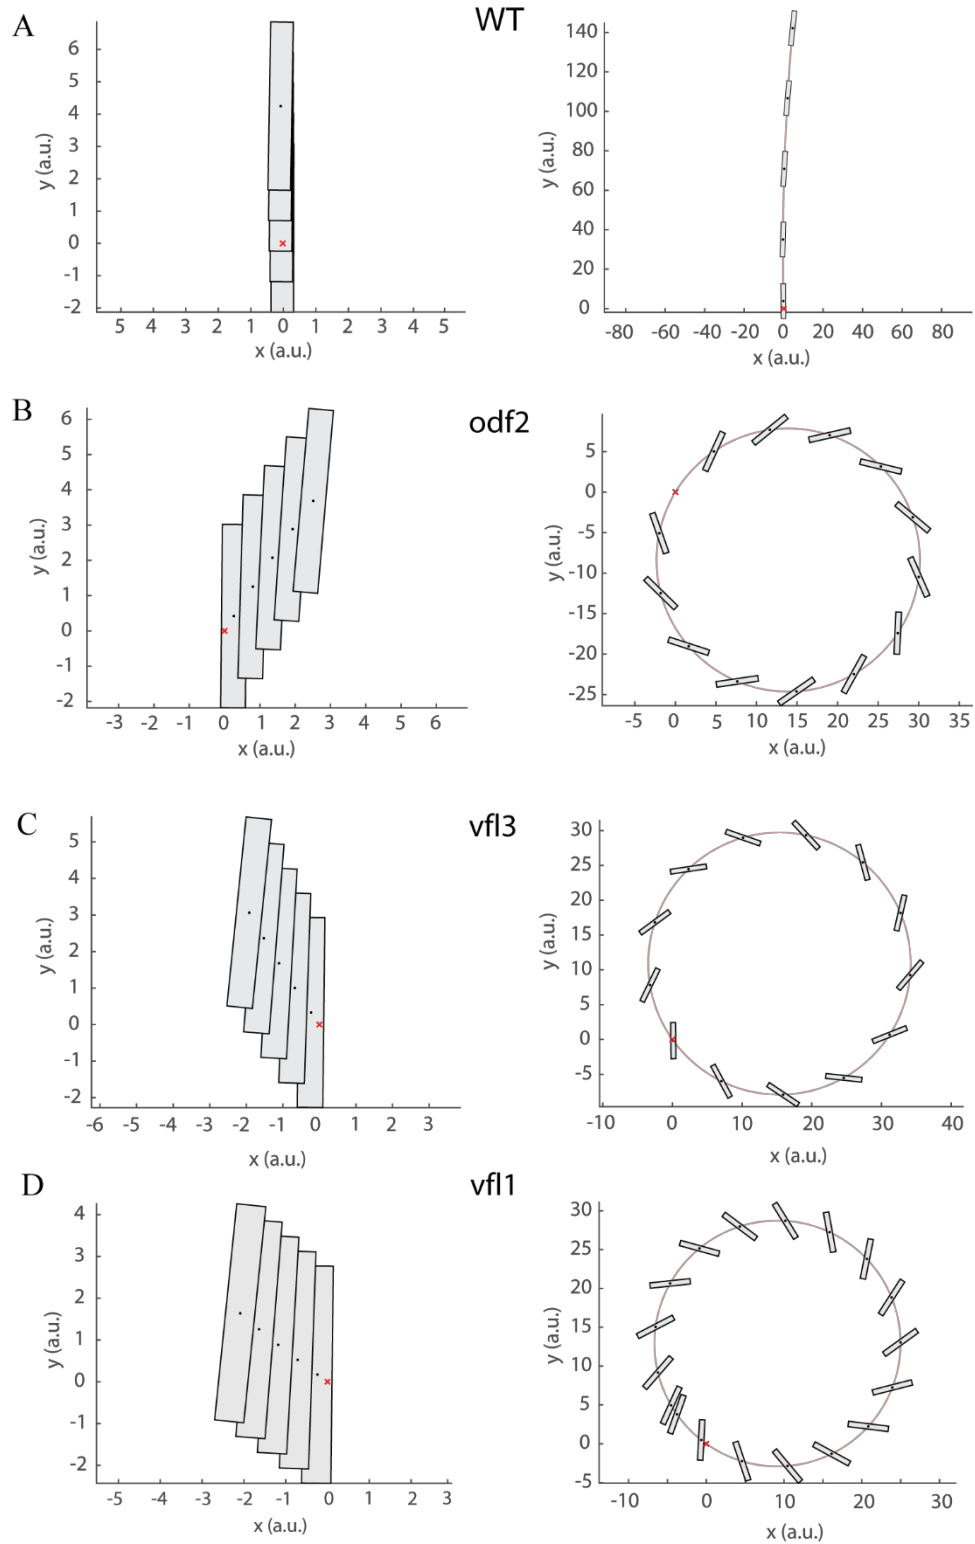 A
WT
6
5
4
3
2
1
0
-1
-2
y (a.u.)
5 4 3 2 1 0 1 2 3 4 5
x (a.u.)
140
120
100
80
60
40
20
0
y (a.u.)
-80 -60 -40 -20 0 20 40 60 80
x (a.u.)
B
odf2
6
5
4
3
2
1
0
-1
-2
y (a.u.)
-3 -2 -1 0 1 2 3 4 5 6
x (a.u.)
5
0
-5
-10
-15
-20
-25
y (a.u.)
-5 0 5 10 15 20 25 30 35
x (a.u.)
C
vfl3
5
4
3
2
1
0
-1
-2
y (a.u.)
-6 -5 -4 -3 -2 -1 0 1 2 3
x (a.u.)
30
25
20
15
10
5
0
-5
y (a.u.)
-10 0 10 20 30 40
x (a.u.)
D
vfl1
4
3
2
1
0
-1
-2
y (a.u.)
-5 -4 -3 -2 -1 0 1 2 3
x (a.u.)
30
25
20
15
10
5
0
-5
y (a.u.)
-10 0 10 20 30
x (a.u.)